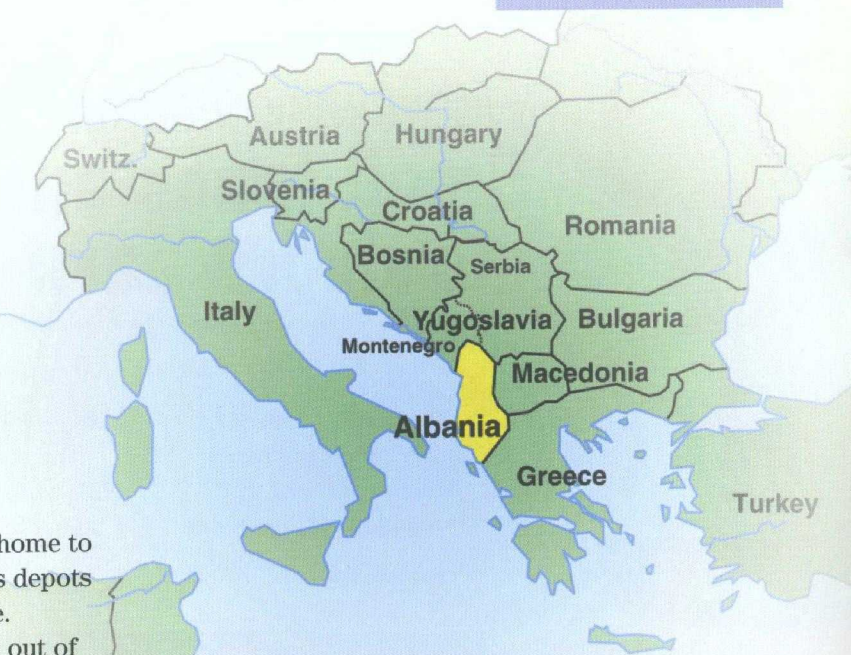 Austria
Hungary
Switz.
Slovenia
Croatia
Romania
Bosnia
Serbia
Italy
Yugoslavia
Bulgaria
Montenegro
Macedonia
Albania
Greece
Turkey
home to
s depots
e.
out of